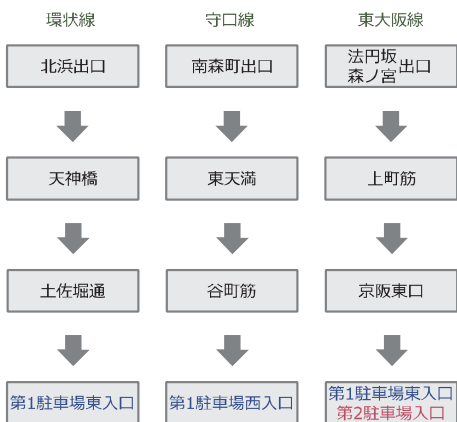 環状線
北浜出口
天神橋
土佐堀通
第1駐車場東入口
守口線
南森町出口
東天満
谷町筋
第1駐車場西入口
東大阪線
法円坂
森ノ宮 出口
上町筋
京阪東口
第1駐車場東入口
第2駐車場入口